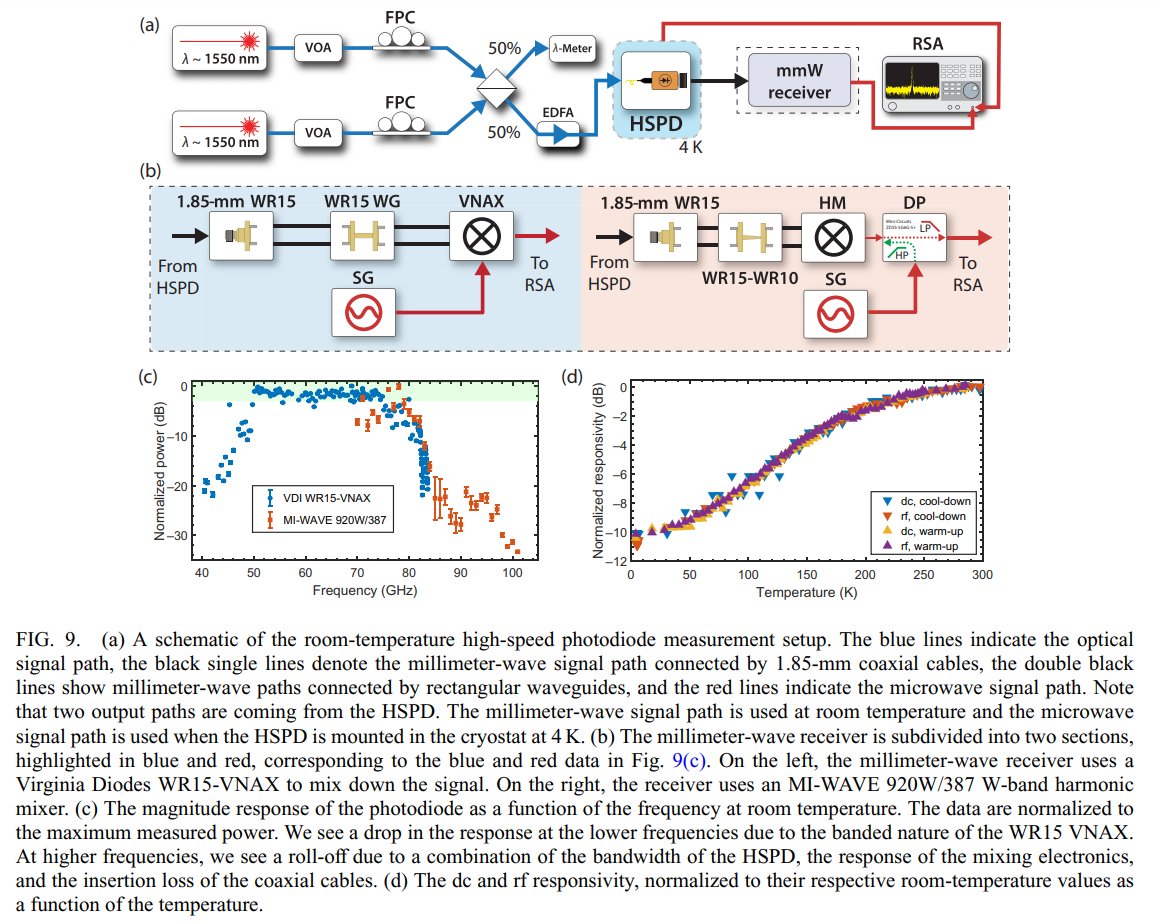 (a)
FPC
λ ~ 1550 nm
VOA
50%
λ-Meter
HSPD
4 K
mmW
receiver
RSA
FPC
λ ~ 1550 nm
VOA
50%
EDFA
(b)
1.85-mm WR15
WR15 WG
VNAX
From
HSPD
SG
To
RSA
1.85-mm WR15
HM
DP
Mini-Circuits
LP
HP
From
HSPD
WR15-WR10
SG
To
RSA
(c)
Normalized power (dB)
0
−10
−20
−30
VDI WR15-VNAX
MI-WAVE 920W/387
40 50 60 70 80 90 100
Frequency (GHz)
(d)
Normalized responsivity (dB)
0
−2
−4
−6
−8
−10
−12
dc, cool-down
rf, cool-down
dc, warm-up
rf, warm-up
0 50 100 150 200 250 300
Temperature (K)
FIG. 9. (a) A schematic of the room-temperature high-speed photodiode measurement setup. The blue lines indicate the optical
signal path, the black single lines denote the millimeter-wave signal path connected by 1.85-mm coaxial cables, the double black
lines show millimeter-wave paths connected by rectangular waveguides, and the red lines indicate the microwave signal path. Note
that two output paths are coming from the HSPD. The millimeter-wave signal path is used at room temperature and the microwave
signal path is used when the HSPD is mounted in the cryostat at 4 K. (b) The millimeter-wave receiver is subdivided into two sections,
highlighted in blue and red, corresponding to the blue and red data in Fig. 9(c). On the left, the millimeter-wave receiver uses a
Virginia Diodes WR15-VNAX to mix down the signal. On the right, the receiver uses an MI-WAVE 920W/387 W-band harmonic
mixer. (c) The magnitude response of the photodiode as a function of the frequency at room temperature. The data are normalized to
the maximum measured power. We see a drop in the response at the lower frequencies due to the banded nature of the WR15 VNAX.
At higher frequencies, we see a roll-off due to a combination of the bandwidth of the HSPD, the response of the mixing electronics,
and the insertion loss of the coaxial cables. (d) The dc and rf responsivity, normalized to their respective room-temperature values as
a function of the temperature.